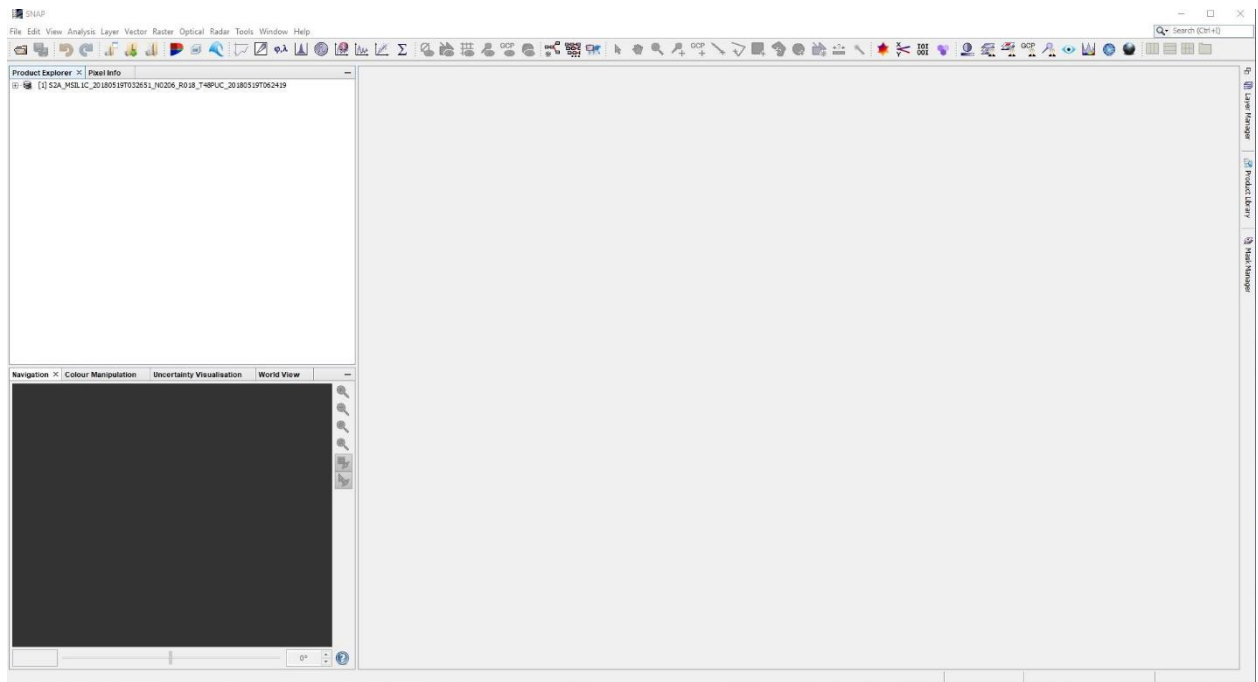 SNAP
File Edit View Analysis Layer Vector Raster Optical Radar Tools Window Help
Search (Ctrl+I)
Product Explorer × Pixel Info
[1] S2A_MSIL1C_20180519T032651_N0206_R018_T48PUC_20180519T062419
Navigation × Colour Manipulation Uncertainty Visualisation World View
0°
Layer Manager
Product Library
Mask Manager